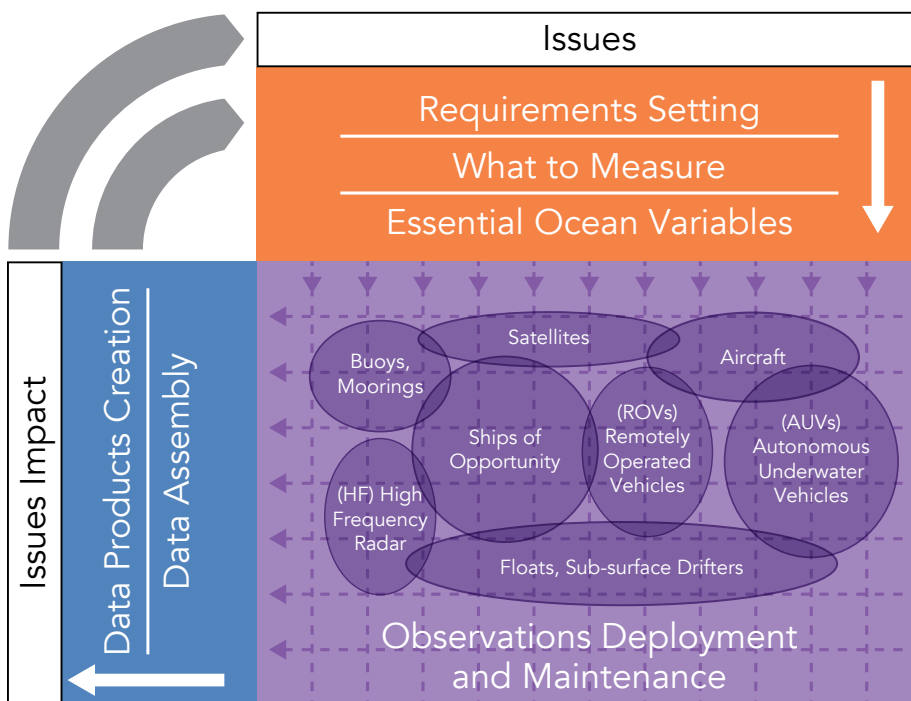 Issues
Requirements Setting
What to Measure
Essential Ocean Variables
Issues Impact
Data Products Creation
Data Assembly
Satellites
Buoys,
Moorings
Aircraft
Ships of
Opportunity
(ROVs)
Remotely
Operated
Vehicles
(AUVs)
Autonomous
Underwater
Vehicles
(HF) High
Frequency
Radar
Floats, Sub-surface Drifters
Observations Deployment
and Maintenance